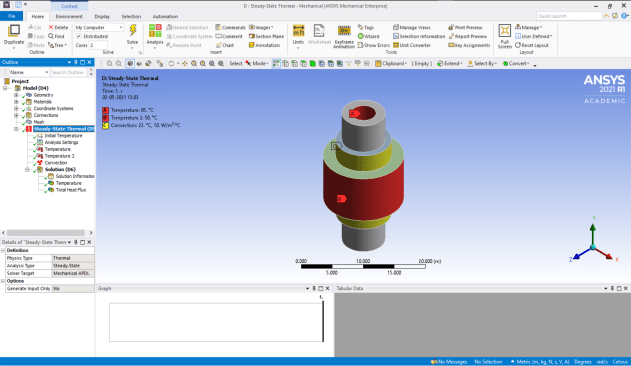 Context
D : Steady-State Thermal - Mechanical [ANSYS Mechanical Enterprise]
File Home Environment Display Selection Automation
Quick Launch
Duplicate
Cut
Copy
Paste
Delete
Find
Tree
Outline
My Computer
Distributed
Cores 2
Solve
Solve
Analysis
Named Selection
Coordinate System
Remote Point
Commands
Comment
Chart
Images
Section Plane
Annotation
Insert
Units
Worksheet
Keyframe Animation
Tags
Wizard
Show Errors
Manage Views
Selection Information
Unit Converter
Print Preview
Report Preview
Key Assignments
Tools
Full Screen
Manage
User Defined
Reset Layout
Layout
Select Mode Clipboard [ Empty ] Extend Select By Convert
Outline
Name Search Outline
Project
Model (D4)
Geometry
Materials
Coordinate Systems
Connections
Mesh
Steady-State Thermal (D5
Initial Temperature
Analysis Settings
Temperature
Temperature 2
Convection
Solution (D6)
Solution Information
Temperature
Total Heat Flux
D: Steady-State Thermal
Steady-State Thermal
Time: 1. s
A Temperature: 85. °C
B Temperature 2: 50. °C
C Convection: 22. °C, 10. W/m²·°C
ANSYS
2021 R1
ACADEMIC
0.000 10.000 20.000 (m)
5.000 15.000
Y
Z X
Details of "Steady-State Therm
Definition
Physics Type Thermal
Analysis Type Steady-State
Solver Target Mechanical APDL
Options
Generate Input Only No
Graph
1.
Tabular Data
No Messages No Selection Metric (m, kg, N, s, V, A) Degrees rad/s Celsius